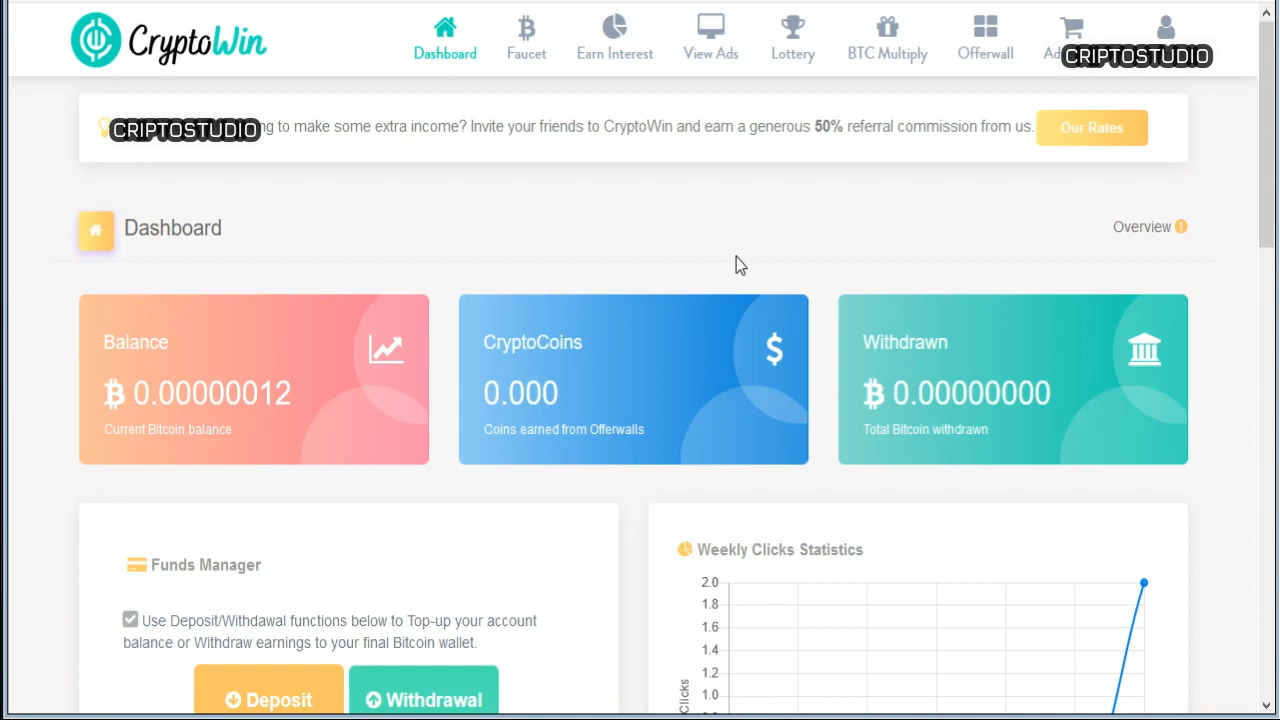 CryptoWin
Dashboard
Faucet
Earn Interest
View Ads
Lottery
BTC Multiply
Offerwall
CRIPTOSTUDIO
CRIPTOSTUDIO
to make some extra income? Invite your friends to CryptoWin and earn a generous 50% referral commission from us.
Our Rates
Dashboard
Overview
Balance
0.00000012
Current Bitcoin balance
CryptoCoins
0.000
Coins earned from Offerwalls
Withdrawn
0.00000000
Total Bitcoin withdrawn
Funds Manager
Use Deposit/Withdawal functions below to Top-up your account
balance or Withdraw earnings to your final Bitcoin wallet.
Deposit
Withdrawal
Weekly Clicks Statistics
2.0
1.8
1.6
1.4
1.2
1.0
Clicks